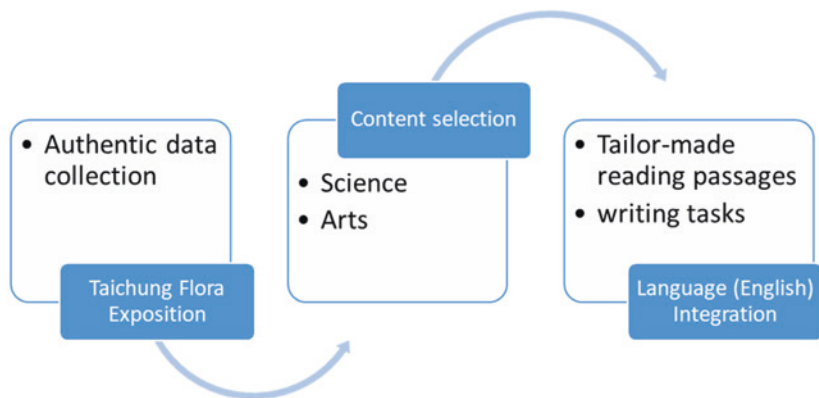 • Authentic data
collection
Taichung Flora
Exposition
Content selection
• Science
• Arts
• Tailor-made
reading passages
• writing tasks
Language (English)
Integration